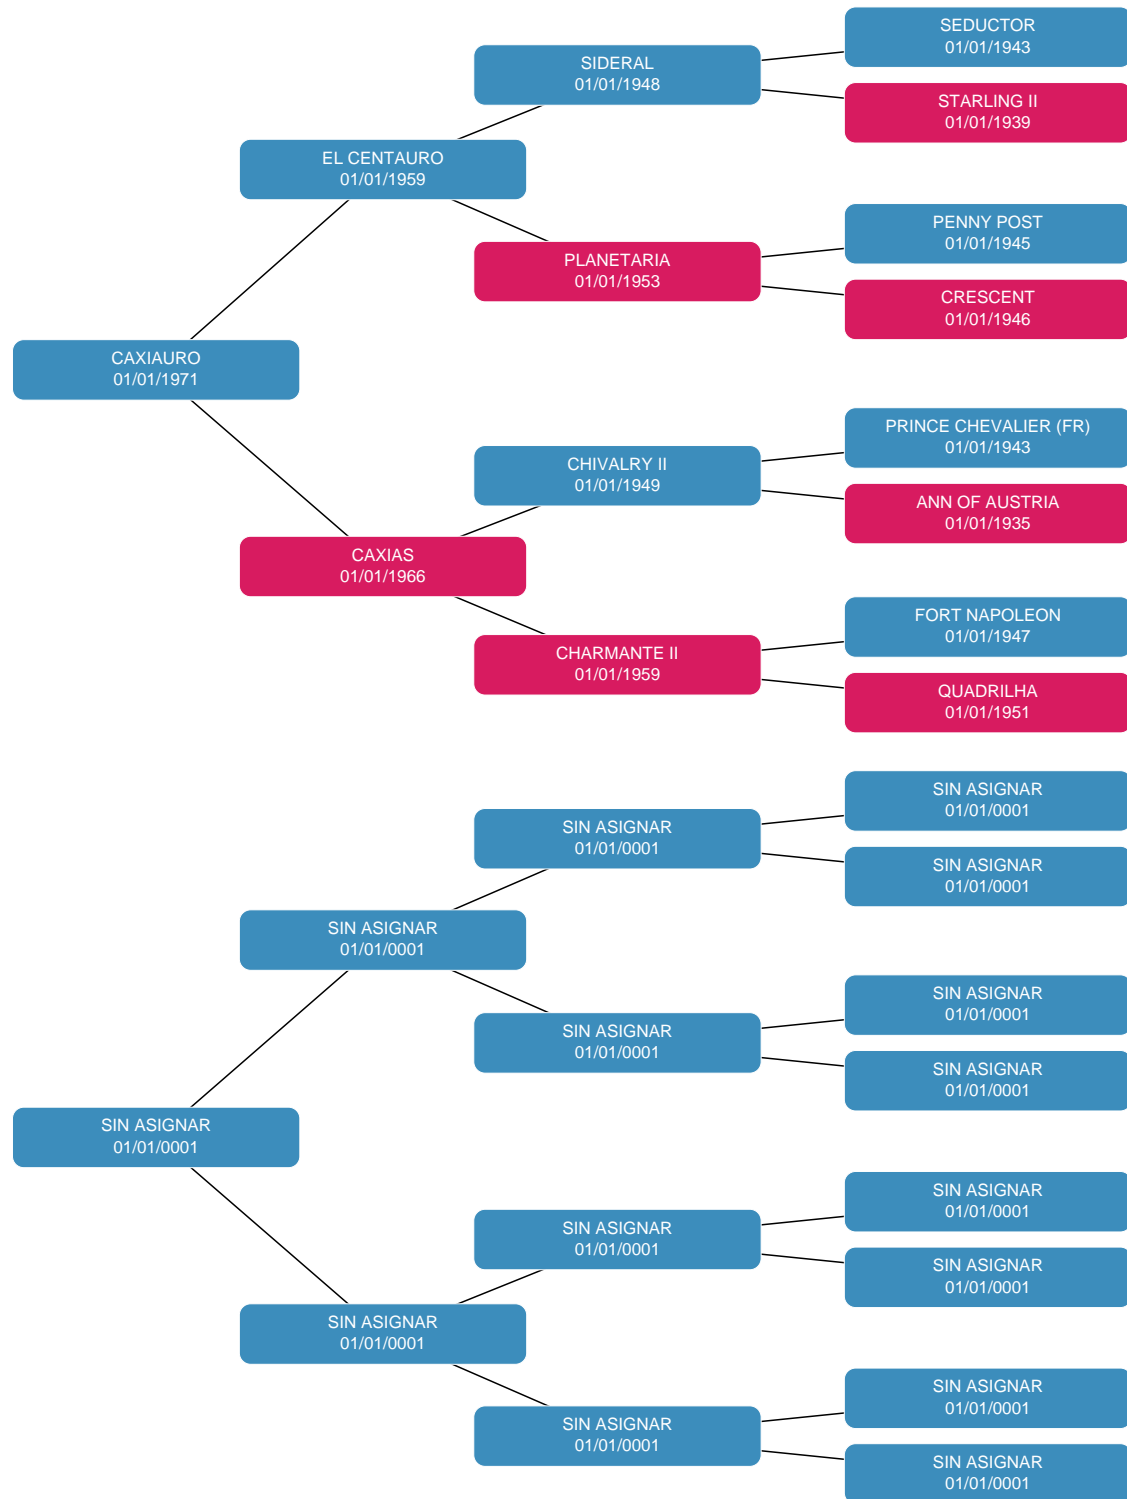 SEDUCTOR
01/01/1943
SIDERAL
01/01/1948
STARLING II
01/01/1939
EL CENTAURO
01/01/1959
PENNY POST
01/01/1945
PLANETARIA
01/01/1953
CRESCENT
01/01/1946
CAXIAURO
01/01/1971
PRINCE CHEVALIER (FR)
01/01/1943
CHIVALRY II
01/01/1949
ANN OF AUSTRIA
01/01/1935
CAXIAS
01/01/1966
FORT NAPOLEON
01/01/1947
CHARMANTE II
01/01/1959
QUADRILHA
01/01/1951
SIN ASIGNAR
01/01/0001
SIN ASIGNAR
01/01/0001
SIN ASIGNAR
01/01/0001
SIN ASIGNAR
01/01/0001
SIN ASIGNAR
01/01/0001
SIN ASIGNAR
01/01/0001
SIN ASIGNAR
01/01/0001
SIN ASIGNAR
01/01/0001
SIN ASIGNAR
01/01/0001
SIN ASIGNAR
01/01/0001
SIN ASIGNAR
01/01/0001
SIN ASIGNAR
01/01/0001
SIN ASIGNAR
01/01/0001
SIN ASIGNAR
01/01/0001
SIN ASIGNAR
01/01/0001